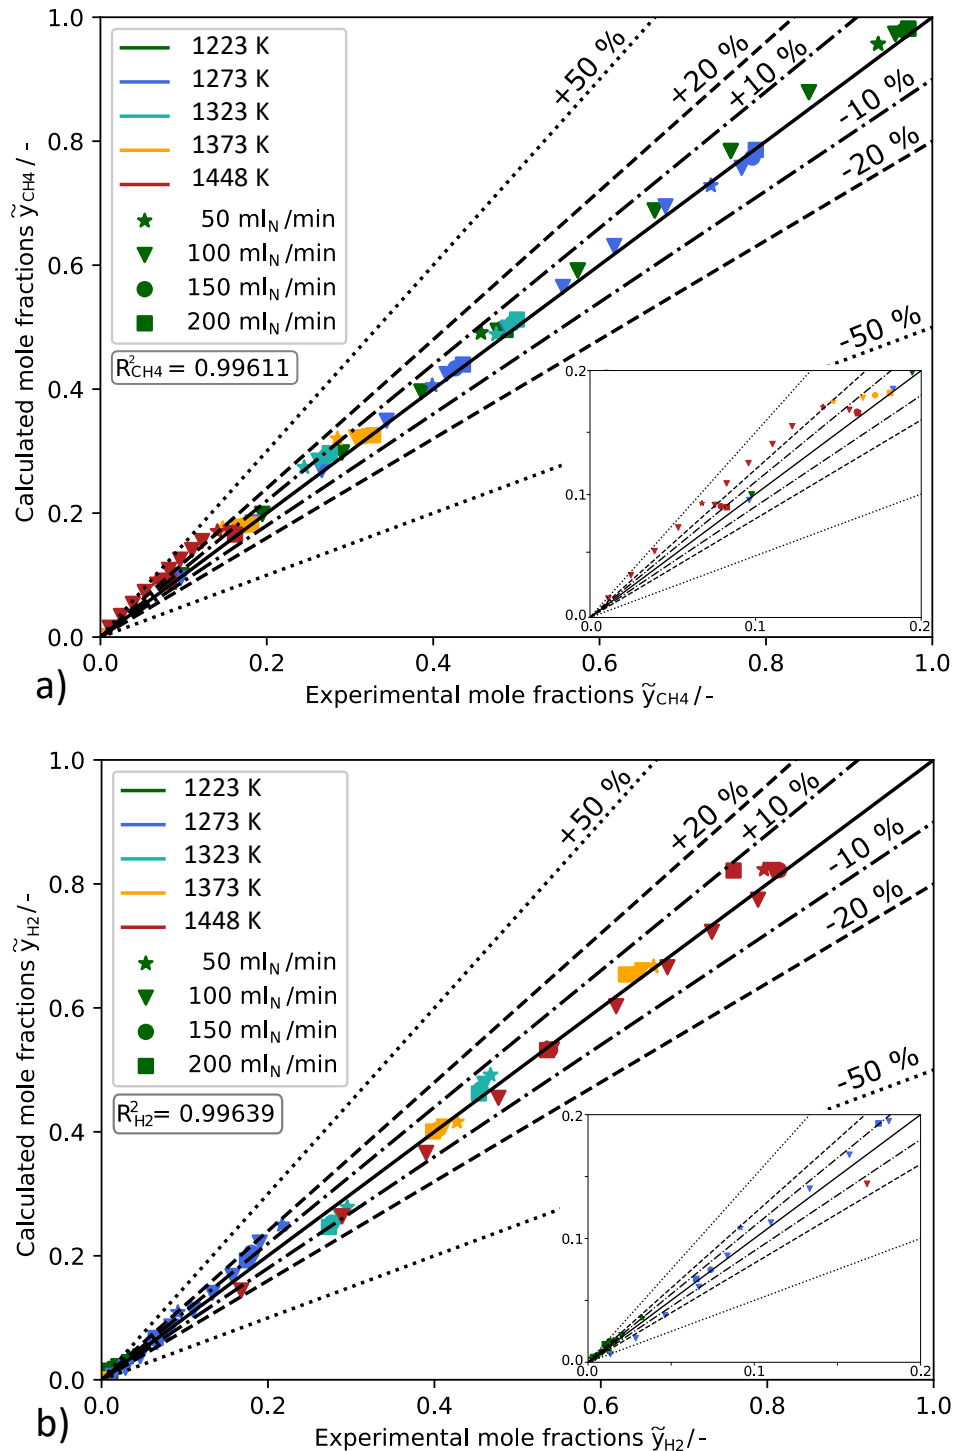 1.0
0.8
0.6
0.4
0.2
0.0
Calculated mole fractions ỹCH4 / -
1223 K
1273 K
1323 K
1373 K
1448 K
50 mlN /min
100 mlN /min
150 mlN /min
200 mlN /min
R²CH4 = 0.99611
+50 %
+20 %
+10 %
-10 %
-20 %
-50 %
0.2
0.1
0.0
0.0 0.1 0.2
0.0 0.2 0.4 0.6 0.8 1.0
a)
Experimental mole fractions ỹCH4 / -
1.0
0.8
0.6
0.4
0.2
0.0
Calculated mole fractions ỹH2 / -
1223 K
1273 K
1323 K
1373 K
1448 K
50 mlN /min
100 mlN /min
150 mlN /min
200 mlN /min
R²H2 = 0.99639
+50 %
+20 %
+10 %
-10 %
-20 %
-50 %
0.2
0.1
0.0
0.0 0.1 0.2
0.0 0.2 0.4 0.6 0.8 1.0
b)
Experimental mole fractions ỹH2 / -